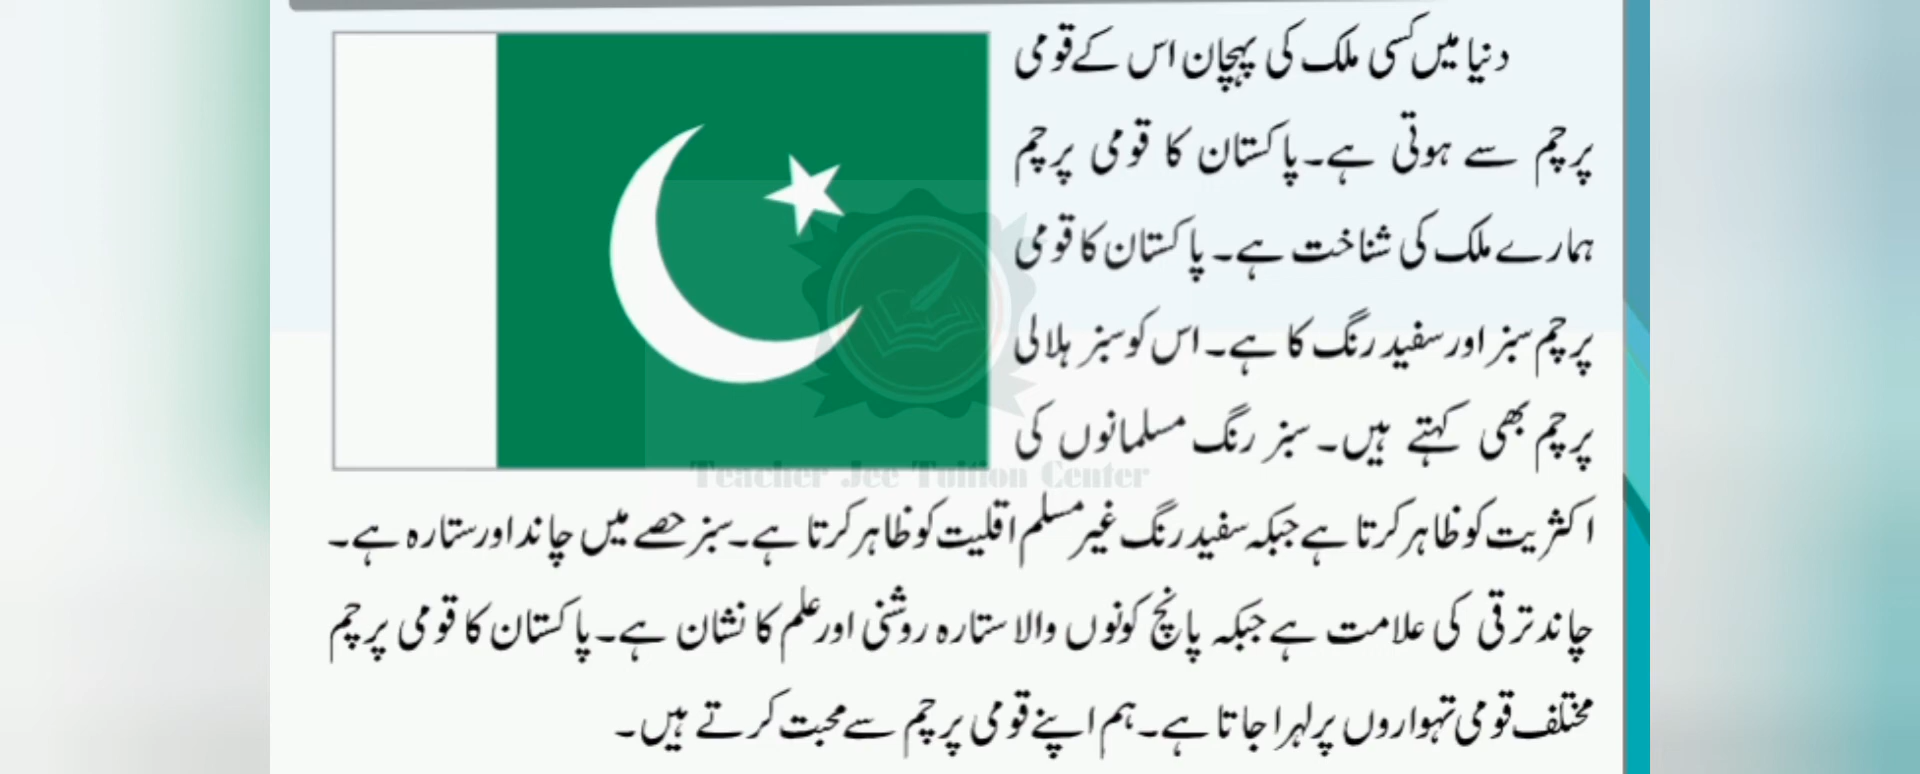 دنیا میں کسی ملک کی پہچان اس کے قومی
پرچم سے ہوتی ہے۔ پاکستان کا قومی پرچم
ہمارے ملک کی شناخت ہے۔ پاکستان کا قومی
پرچم سبز اور سفید رنگ کا ہے۔ اس کو سبز ہلالی
پرچم بھی کہتے ہیں۔ سبز رنگ مسلمانوں کی
Teacher Jee Tuition Center
اکثریت کو ظاہر کرتا ہے جبکہ سفید رنگ غیر مسلم اقلیت کو ظاہر کرتا ہے۔ سبز حصے میں چاند اور ستارہ ہے۔
چاند ترقی کی علامت ہے جبکہ پانچ کونوں والا ستارہ روشنی اور علم کا نشان ہے۔ پاکستان کا قومی پرچم
مختلف قومی تہواروں پر لہرا جاتا ہے۔ ہم اپنے قومی پرچم سے محبت کرتے ہیں۔